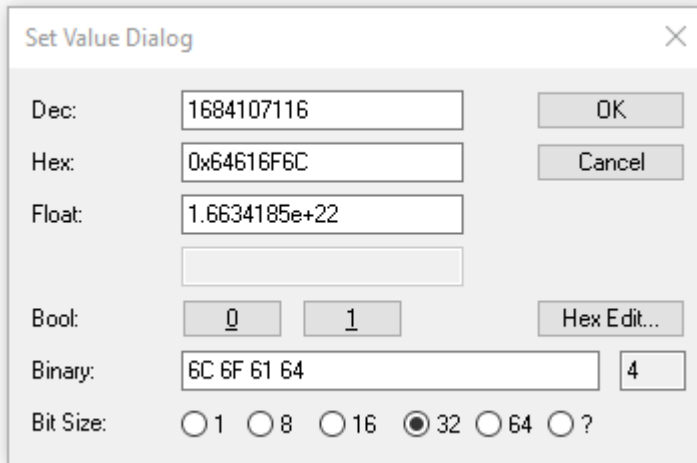 Set Value Dialog
Dec: 1684107116 OK
Hex: 0x64616F6C Cancel
Float: 1.6634185e+22
Bool: 0 1 Hex Edit...
Binary: 6C 6F 61 64 4
Bit Size: 1 8 16 32 64 ?